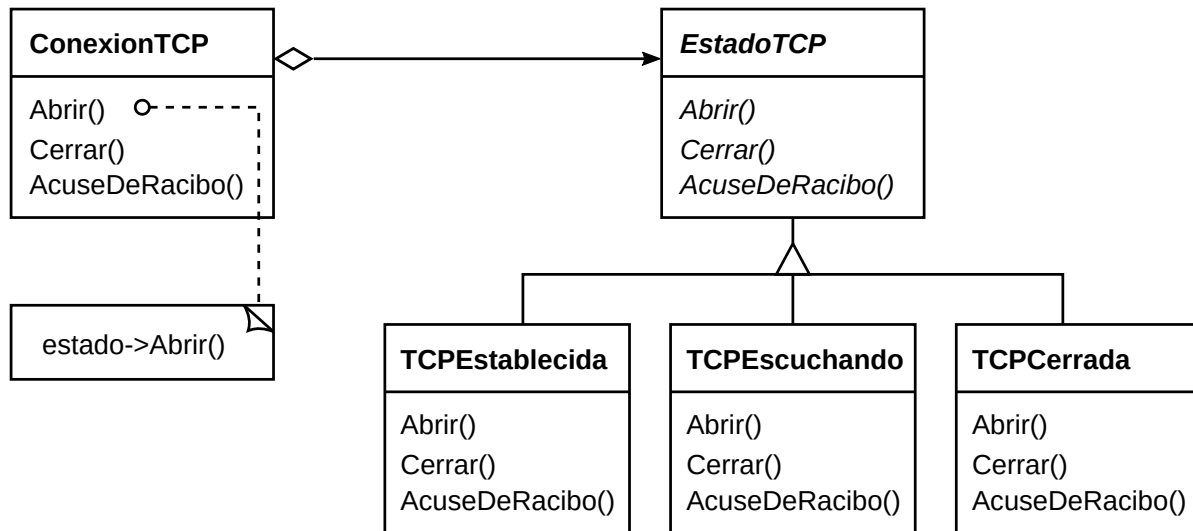 ConexionTCP
Abrir()
Cerrar()
AcuseDeRacibo()
estado->Abrir()
EstadoTCP
Abrir()
Cerrar()
AcuseDeRacibo()
TCPEstablecida
Abrir()
Cerrar()
AcuseDeRacibo()
TCPEscuchando
Abrir()
Cerrar()
AcuseDeRacibo()
TCPCerrada
Abrir()
Cerrar()
AcuseDeRacibo()